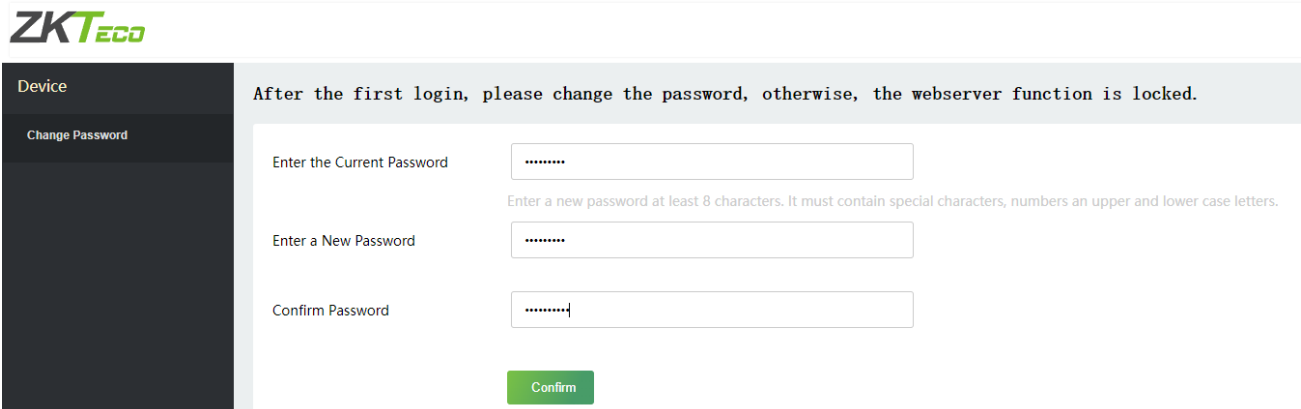 ZKTeco
Device
Change Password
After the first login, please change the password, otherwise, the webserver function is locked.
Enter the Current Password
•••••••••
Enter a new password at least 8 characters. It must contain special characters, numbers an upper and lower case letters.
Enter a New Password
•••••••••
Confirm Password
••••••••••
Confirm